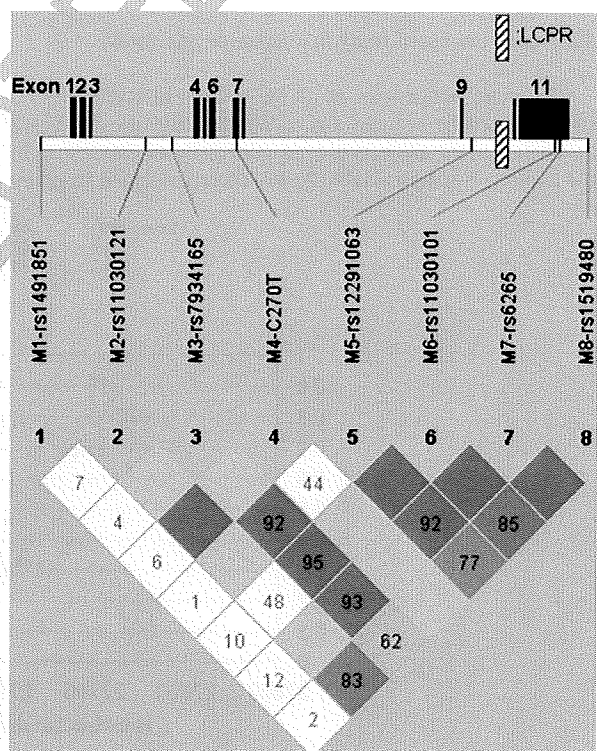 ;LCPR
Exon 123 4 6 7 9 11
M1-rs1491851
M2-rs11030121
M3-rs7934165
M4-C270T
M5-rs12291063
M6-rs11030101
M7-rs6265
M8-rs1519480
1 2 3 4 5 6 7 8
7 44
4 92 92 85
6 95 77
1 48 93
10 62
12 83
2